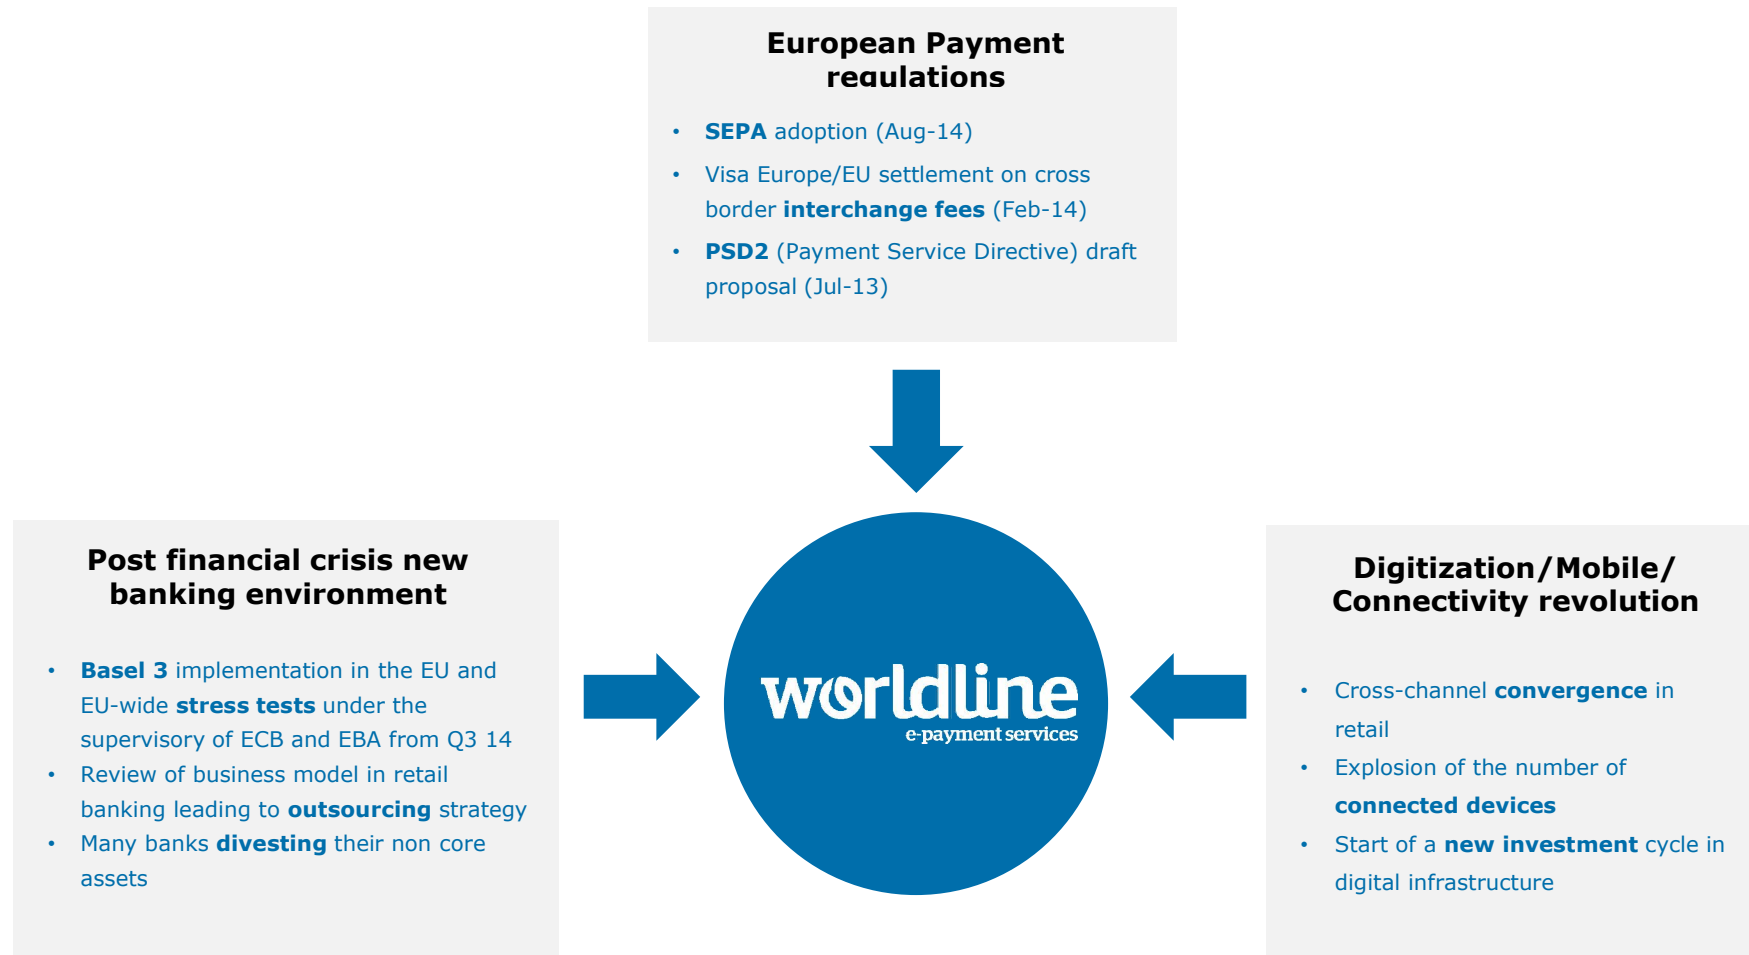 European Payment
regulations
• SEPA adoption (Aug-14)
• Visa Europe/EU settlement on cross
border interchange fees (Feb-14)
• PSD2 (Payment Service Directive) draft
proposal (Jul-13)
Post financial crisis new
banking environment
• Basel 3 implementation in the EU and
EU-wide stress tests under the
supervisory of ECB and EBA from Q3 14
• Review of business model in retail
banking leading to outsourcing strategy
• Many banks divesting their non core
assets
worldline
e-payment services
Digitization/Mobile/
Connectivity revolution
• Cross-channel convergence in
retail
• Explosion of the number of
connected devices
• Start of a new investment cycle in
digital infrastructure